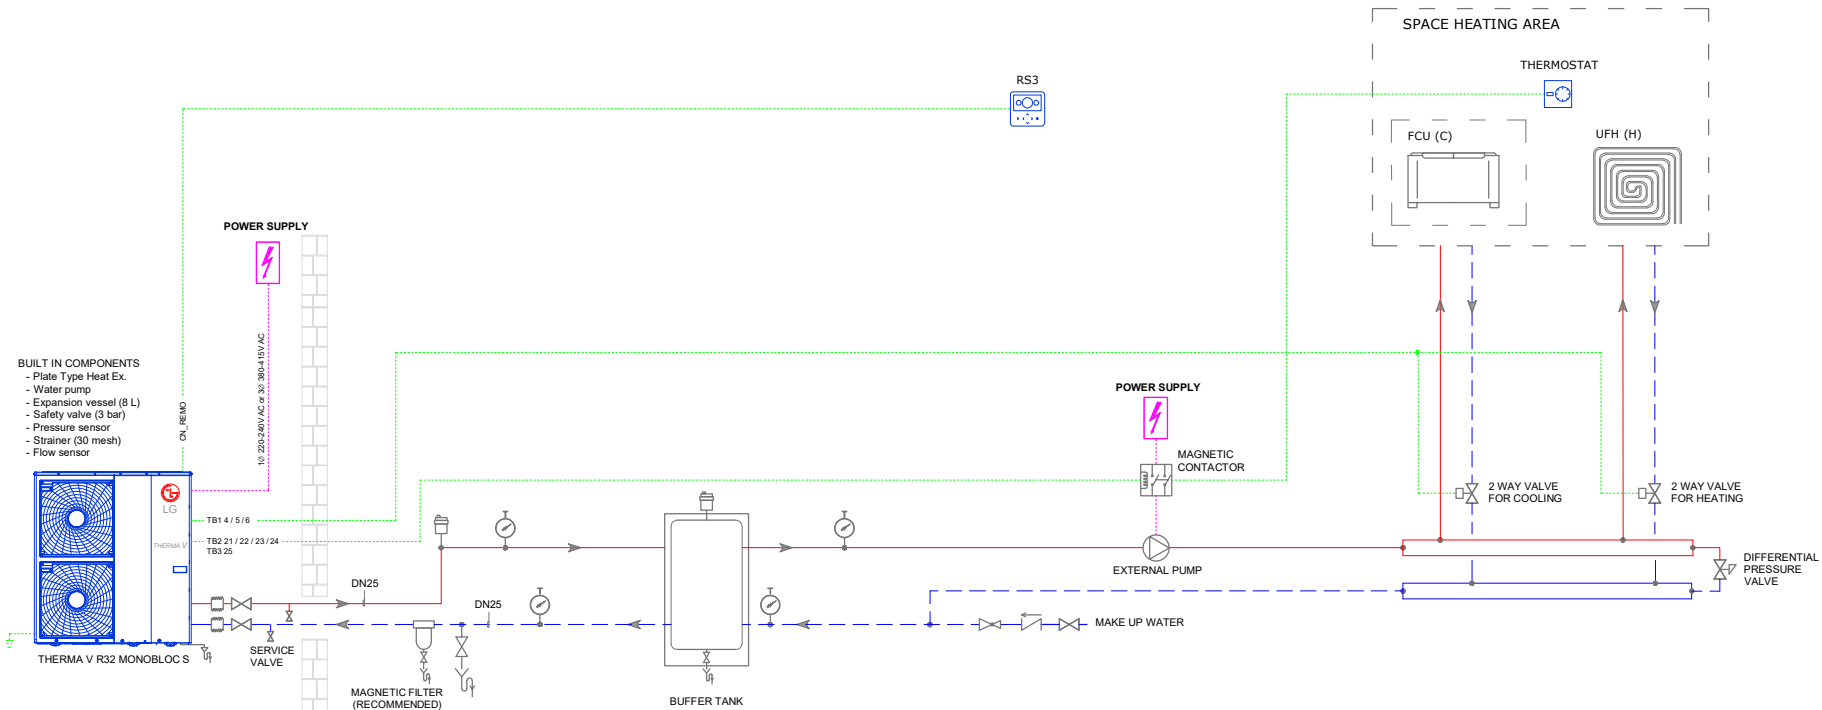 SPACE HEATING AREA
THERMOSTAT
RS3
FCU (C)
UFH (H)
POWER SUPPLY
1Ø 220-240V AC or 3Ø 380-415V AC
CN_REMO
BUILT IN COMPONENTS
- Plate Type Heat Ex.
- Water pump
- Expansion vessel (8 L)
- Safety valve (3 bar)
- Pressure sensor
- Strainer (30 mesh)
- Flow sensor
POWER SUPPLY
MAGNETIC
CONTACTOR
2 WAY VALVE
FOR COOLING
2 WAY VALVE
FOR HEATING
LG
THERMA V
TB1 4 / 5 / 6
TB2 21 / 22 / 23 / 24
TB3 25
DN25
DN25
EXTERNAL PUMP
DIFFERENTIAL
PRESSURE
VALVE
MAKE UP WATER
SERVICE
VALVE
THERMA V R32 MONOBLOC S
MAGNETIC FILTER
(RECOMMENDED)
BUFFER TANK